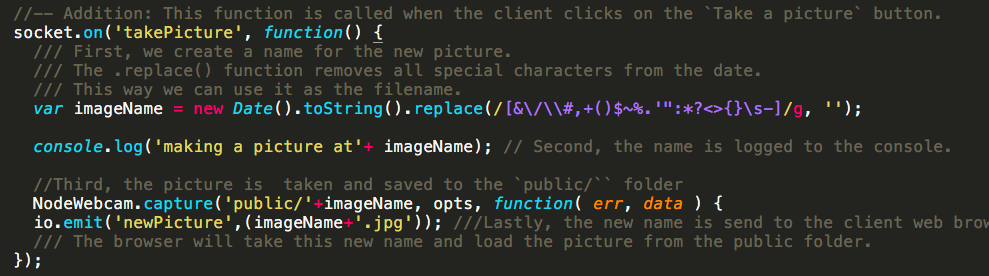 //-- Addition: This function is called when the client clicks on the `Take a picture` button.
socket.on('takePicture', function() {
/// First, we create a name for the new picture.
/// The .replace() function removes all special characters from the date.
/// This way we can use it as the filename.
var imageName = new Date().toString().replace(/[&\/\\#,+()$~%.'":*?<>{}\s-]/g, '');
console.log('making a picture at'+ imageName); // Second, the name is logged to the console.
//Third, the picture is  taken and saved to the `public/`` folder
NodeWebcam.capture('public/'+imageName, opts, function( err, data ) {
io.emit('newPicture',(imageName+'.jpg')); ///Lastly, the new name is send to the client web brow
/// The browser will take this new name and load the picture from the public folder.
});